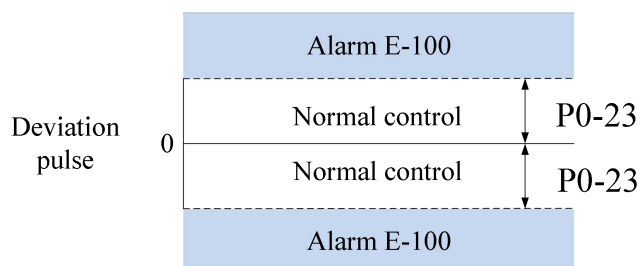 Alarm E-100
Normal control
P0-23
Deviation
pulse
0
Normal control
P0-23
Alarm E-100